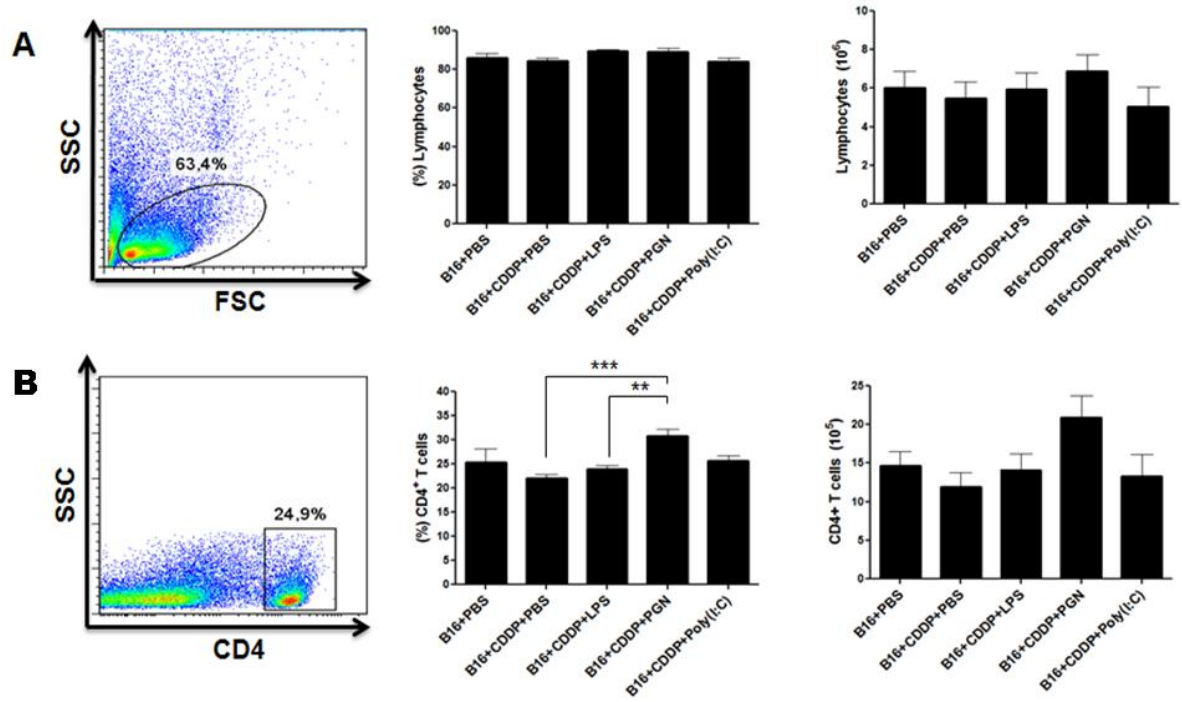 A
SSC
63,4%
FSC
100
80
60
40
20
0
(%) Lymphocytes
B16+PBS
B16+CDDP+PBS
B16+CDDP+LPS
B16+CDDP+PGN
B16+CDDP+Poly(I:C)
10
8
6
4
2
0
Lymphocytes (10⁶)
B16+PBS
B16+CDDP+PBS
B16+CDDP+LPS
B16+CDDP+PGN
B16+CDDP+Poly(I:C)
B
SSC
24,9%
CD4
***
**
40
35
30
25
20
15
10
5
0
(%) CD4⁺ T cells
B16+PBS
B16+CDDP+PBS
B16+CDDP+LPS
B16+CDDP+PGN
B16+CDDP+Poly(I:C)
25
20
15
10
5
0
CD4+ T cells (10⁵)
B16+PBS
B16+CDDP+PBS
B16+CDDP+LPS
B16+CDDP+PGN
B16+CDDP+Poly(I:C)